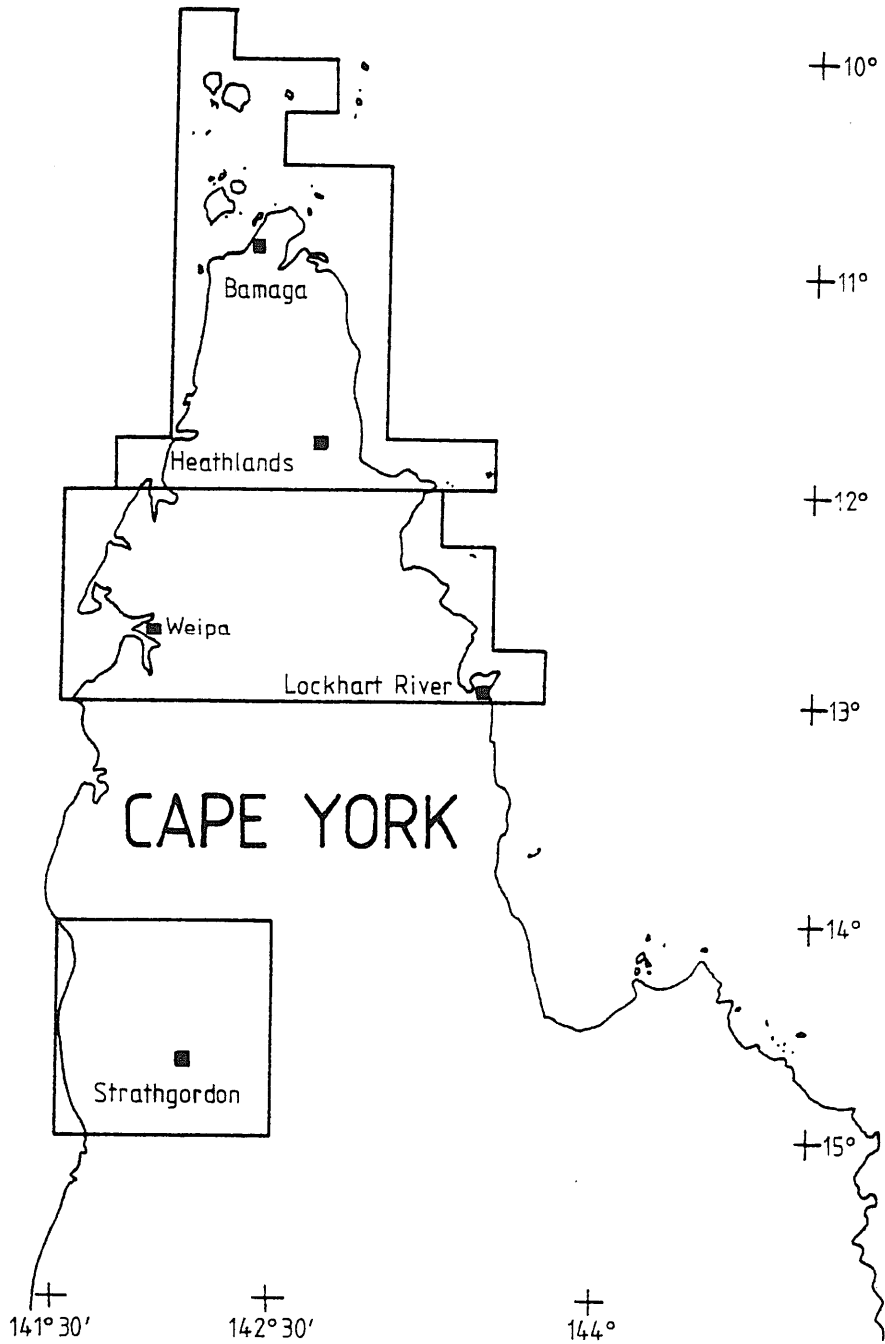 10°
Bamaga
11°
Heathlands
12°
Weipa
Lockhart River
13°
CAPE YORK
14°
Strathgordon
15°
141°30′
142°30′
144°